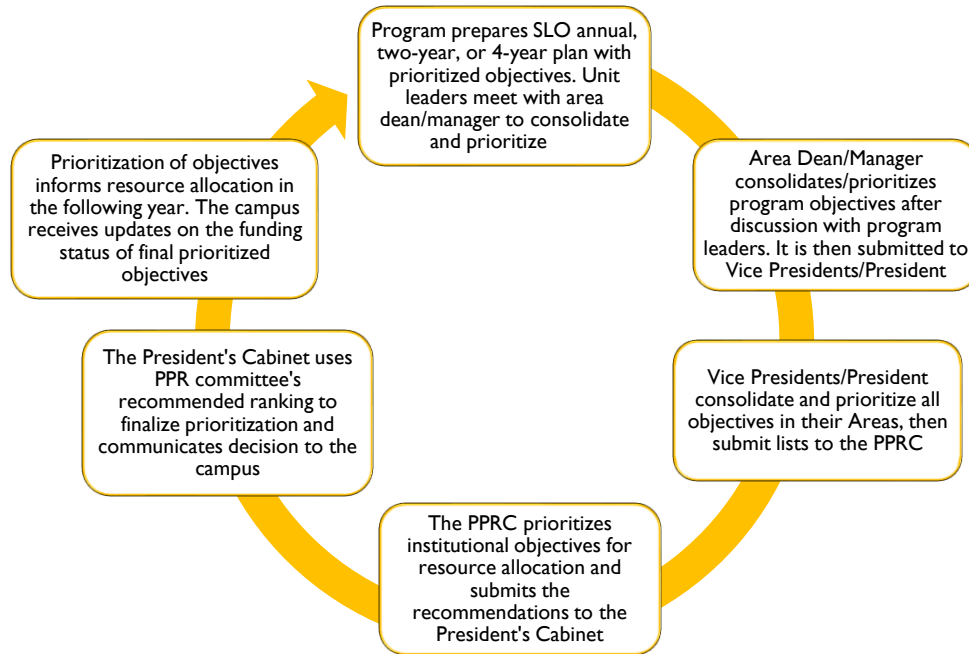 Program prepares SLO annual,
two-year, or 4-year plan with
prioritized objectives. Unit
leaders meet with area
dean/manager to consolidate
and prioritize
Area Dean/Manager
consolidates/prioritizes
program objectives after
discussion with program
leaders. It is then submitted to
Vice Presidents/President
Vice Presidents/President
consolidate and prioritize all
objectives in their Areas, then
submit lists to the PPRC
The PPRC prioritizes
institutional objectives for
resource allocation and
submits the
recommendations to the
President's Cabinet
The President's Cabinet uses
PPR committee's
recommended ranking to
finalize prioritization and
communicates decision to the
campus
Prioritization of objectives
informs resource allocation in
the following year. The campus
receives updates on the funding
status of final prioritized
objectives